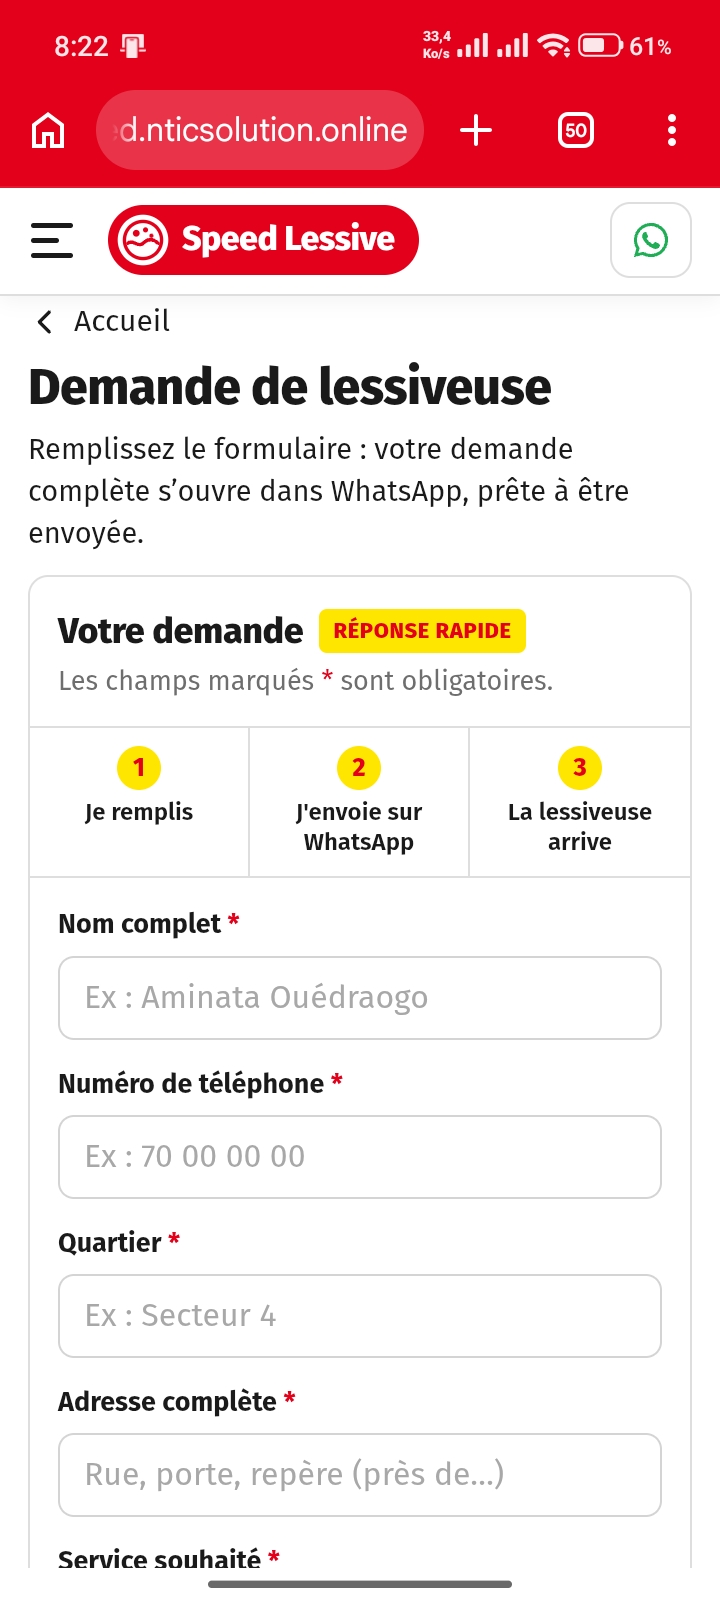 8:22
33,4
Ko/s
61%
d.nticsolution.online
50
Speed Lessive
Accueil
Demande de lessiveuse
Remplissez le formulaire : votre demande
complète s’ouvre dans WhatsApp, prête à être
envoyée.
Votre demande
RÉPONSE RAPIDE
Les champs marqués * sont obligatoires.
1
Je remplis
2
J'envoie sur
WhatsApp
3
La lessiveuse
arrive
Nom complet *
Ex : Aminata Ouédraogo
Numéro de téléphone *
Ex : 70 00 00 00
Quartier *
Ex : Secteur 4
Adresse complète *
Rue, porte, repère (près de...)
Service souhaité *